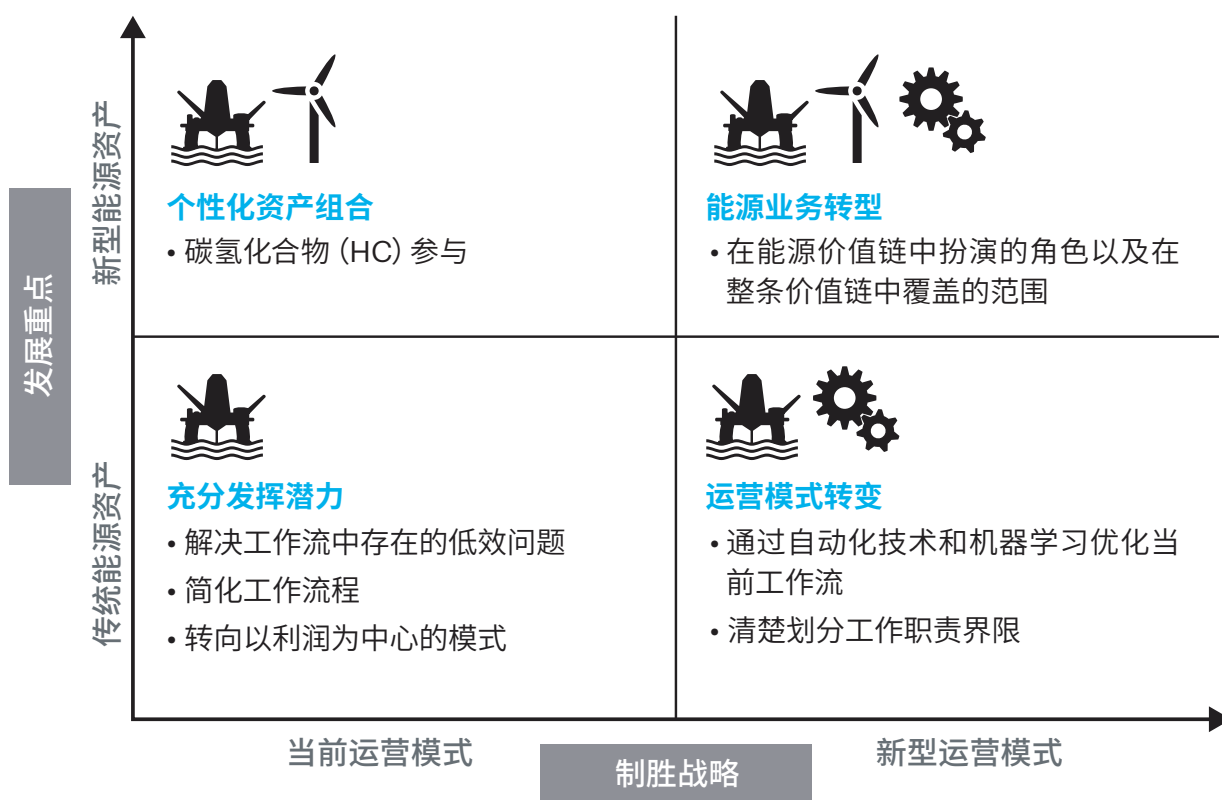 发展重点
新型能源资产
个性化资产组合
• 碳氢化合物（HC）参与
能源业务转型
• 在能源价值链中扮演的角色以及在
整条价值链中覆盖的范围
传统能源资产
充分发挥潜力
• 解决工作流中存在的低效问题
• 简化工作流程
• 转向以利润为中心的模式
运营模式转变
• 通过自动化技术和机器学习优化当
前工作流
• 清楚划分工作职责界限
当前运营模式
制胜战略
新型运营模式